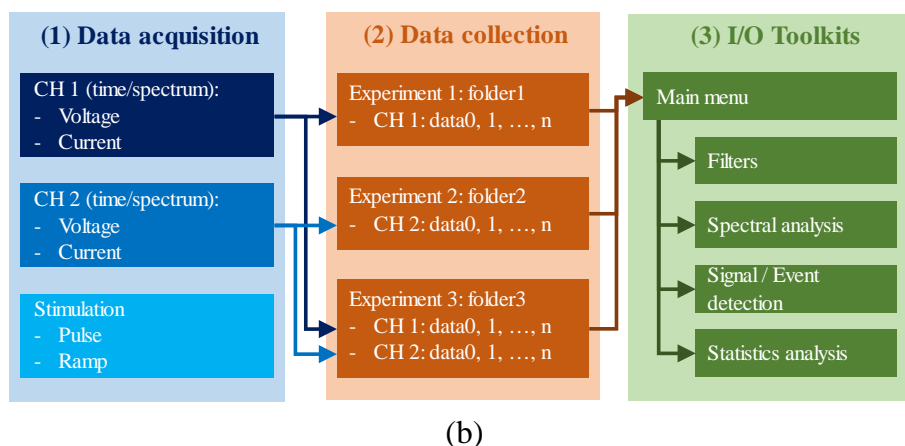 (1) Data acquisition
CH 1 (time/spectrum):
- Voltage
- Current
CH 2 (time/spectrum):
- Voltage
- Current
Stimulation
- Pulse
- Ramp
(2) Data collection
Experiment 1: folder1
- CH 1: data0, 1, …, n
Experiment 2: folder2
- CH 2: data0, 1, …, n
Experiment 3: folder3
- CH 1: data0, 1, …, n
- CH 2: data0, 1, …, n
(3) I/O Toolkits
Main menu
Filters
Spectral analysis
Signal / Event
detection
Statistics analysis
(b)